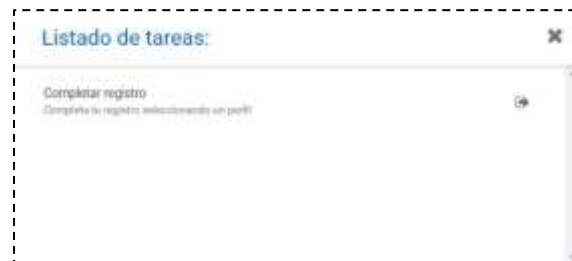 Listado de tareas:
Completar registro
Completa tu registro seleccionando un perfil